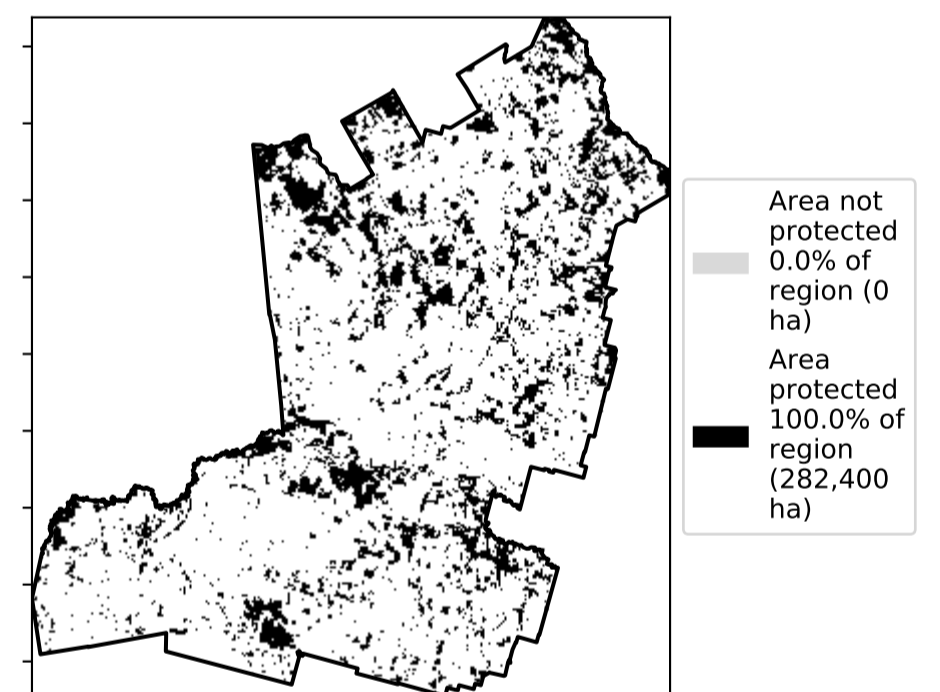 Area not
protected
0.0% of
region (0
ha)
Area
protected
100.0% of
region
(282,400
ha)